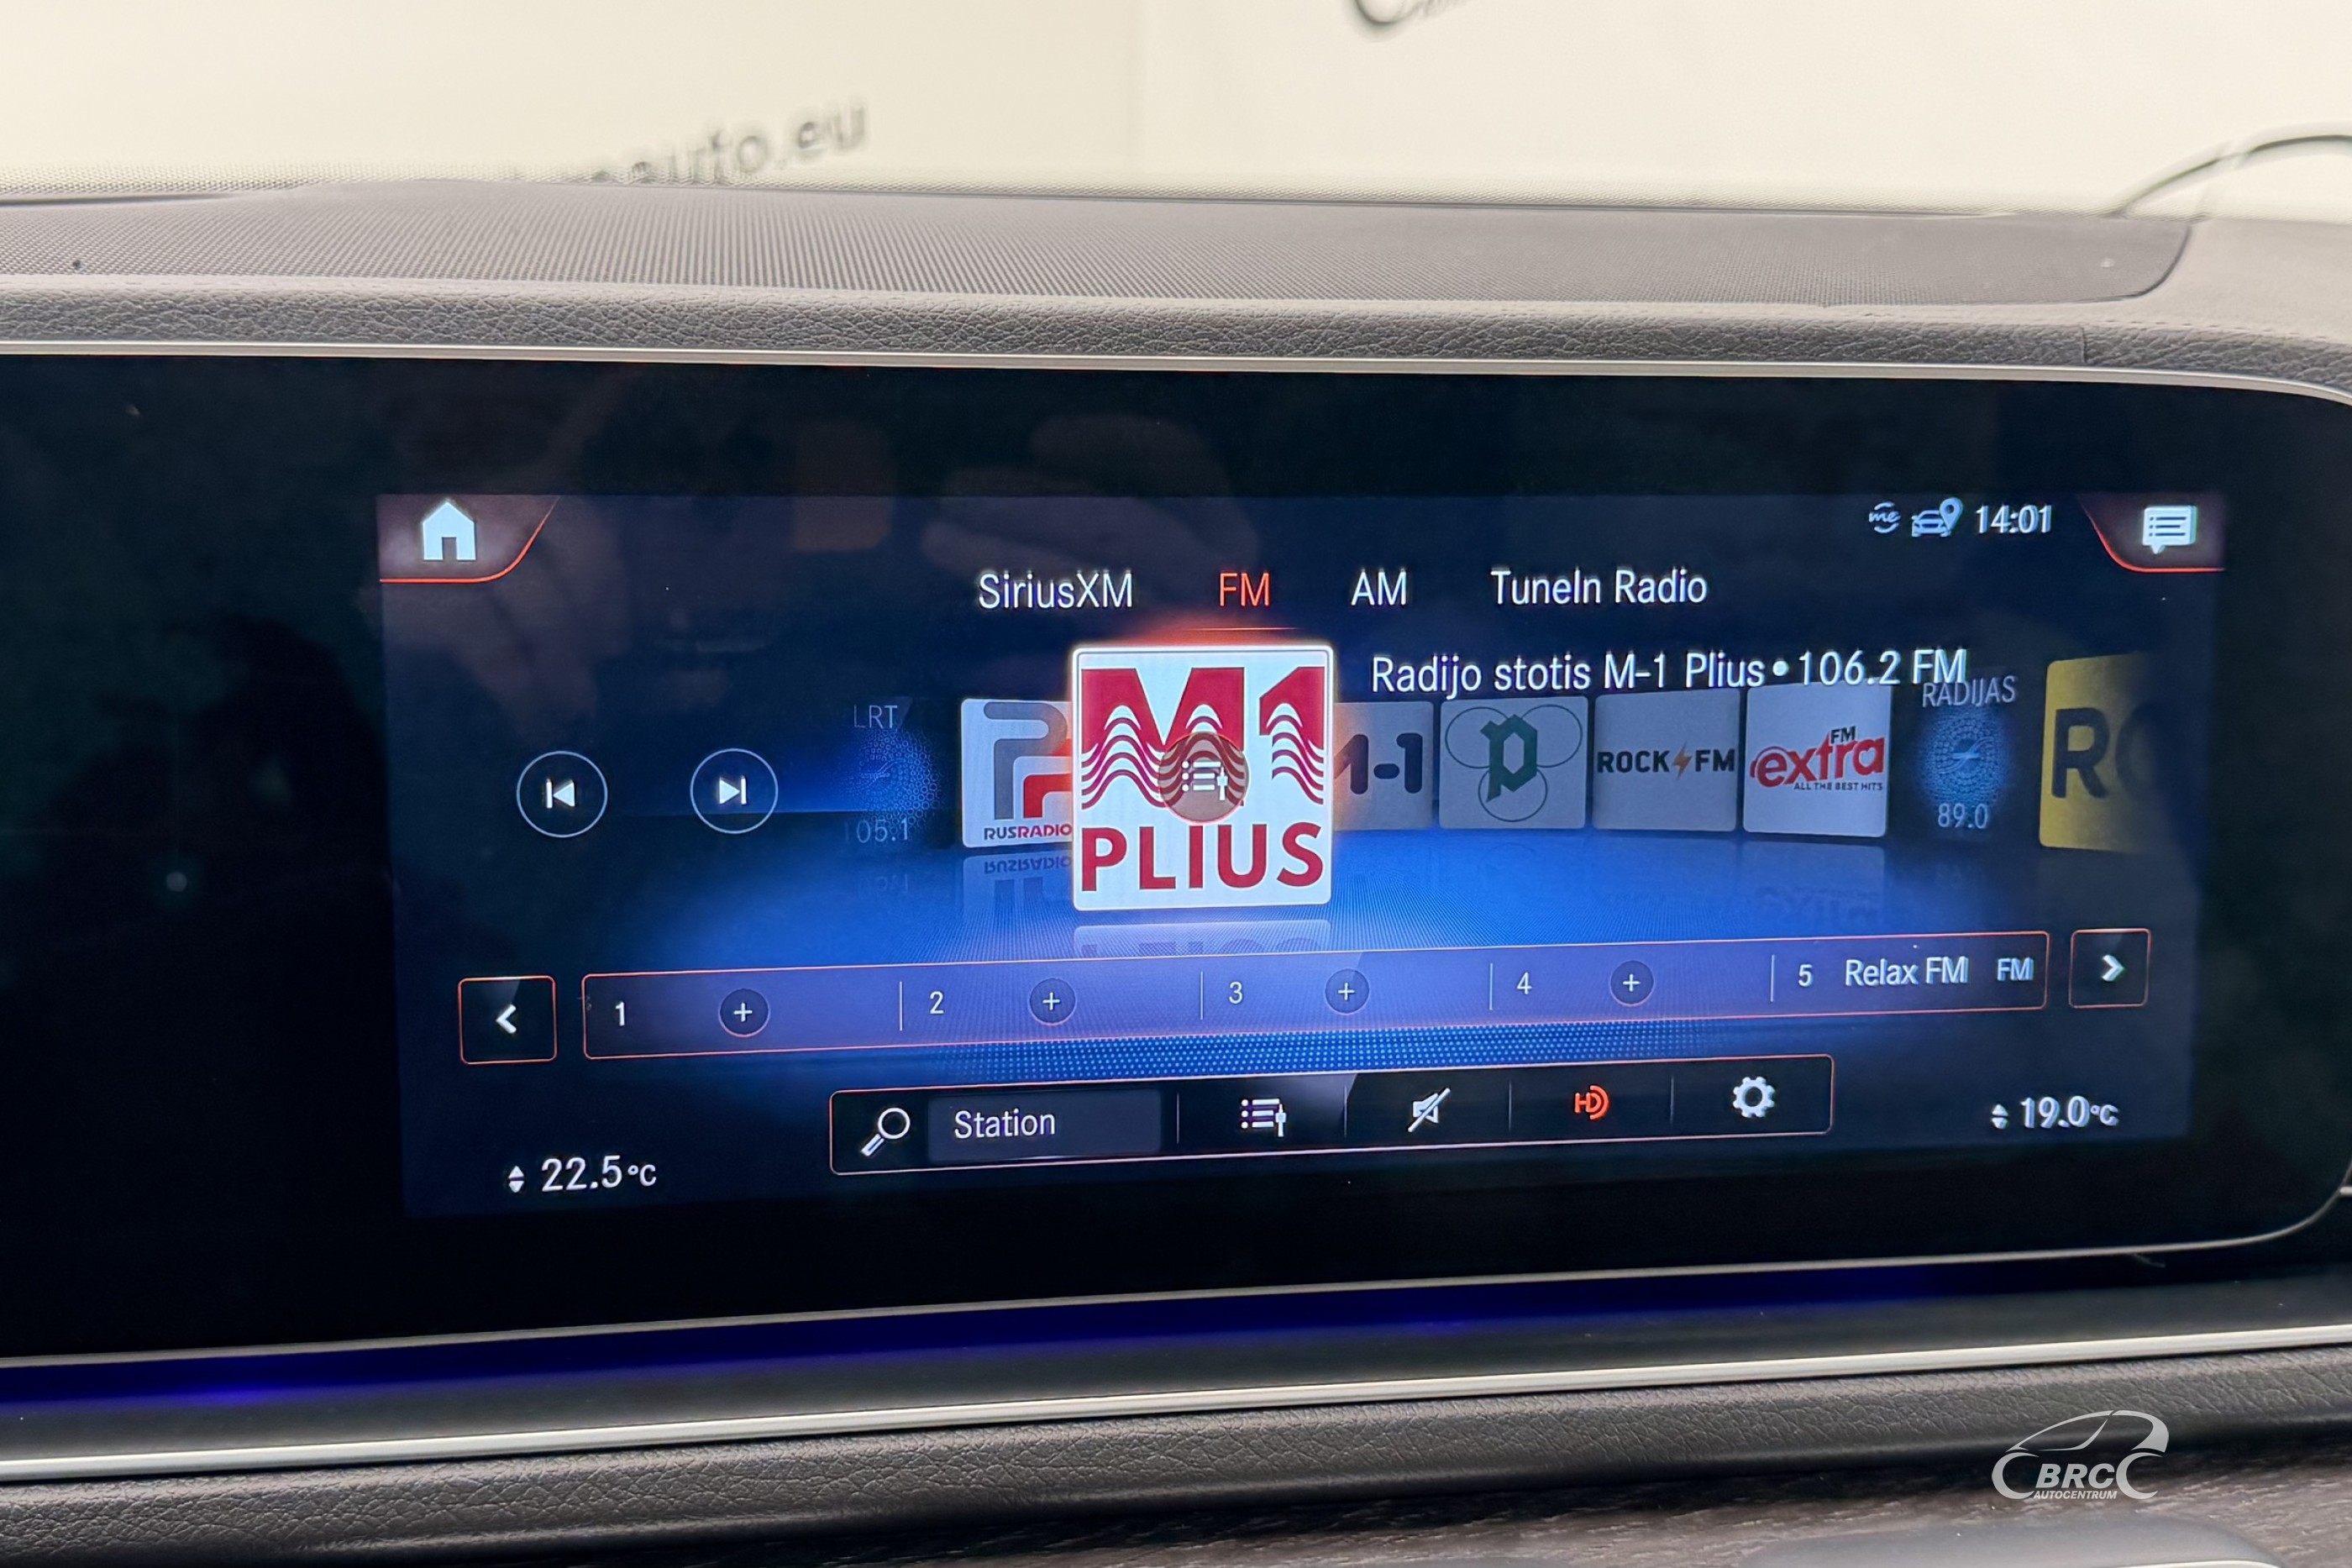 me 14:01
SiriusXM FM AM TuneIn Radio
Radijo stotis M-1 Plius • 106.2 FM
LRT
105.1
RUSRADIO
M1
PLIUS
M-1
P
ROCK FM
FM
extra
ALL THE BEST HITS
RADIJAS
89.0
1 + 2 + 3 + 4 + 5 Relax FM FM
Station HD
22.5°C
19.0°C
BRC
AUTOCENTRUM